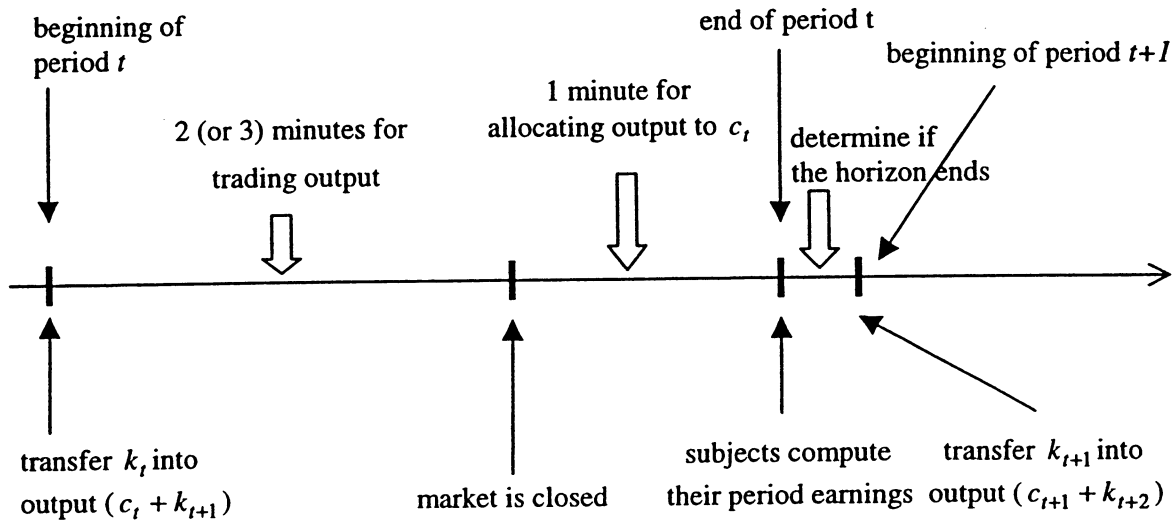 beginning of
period t
2 (or 3) minutes for
trading output
1 minute for
allocating output to c_t
end of period t
beginning of period t+1
determine if
the horizon ends
transfer k_t into
output (c_t + k_{t+1})
market is closed
subjects compute
their period earnings
transfer k_{t+1} into
output (c_{t+1} + k_{t+2})